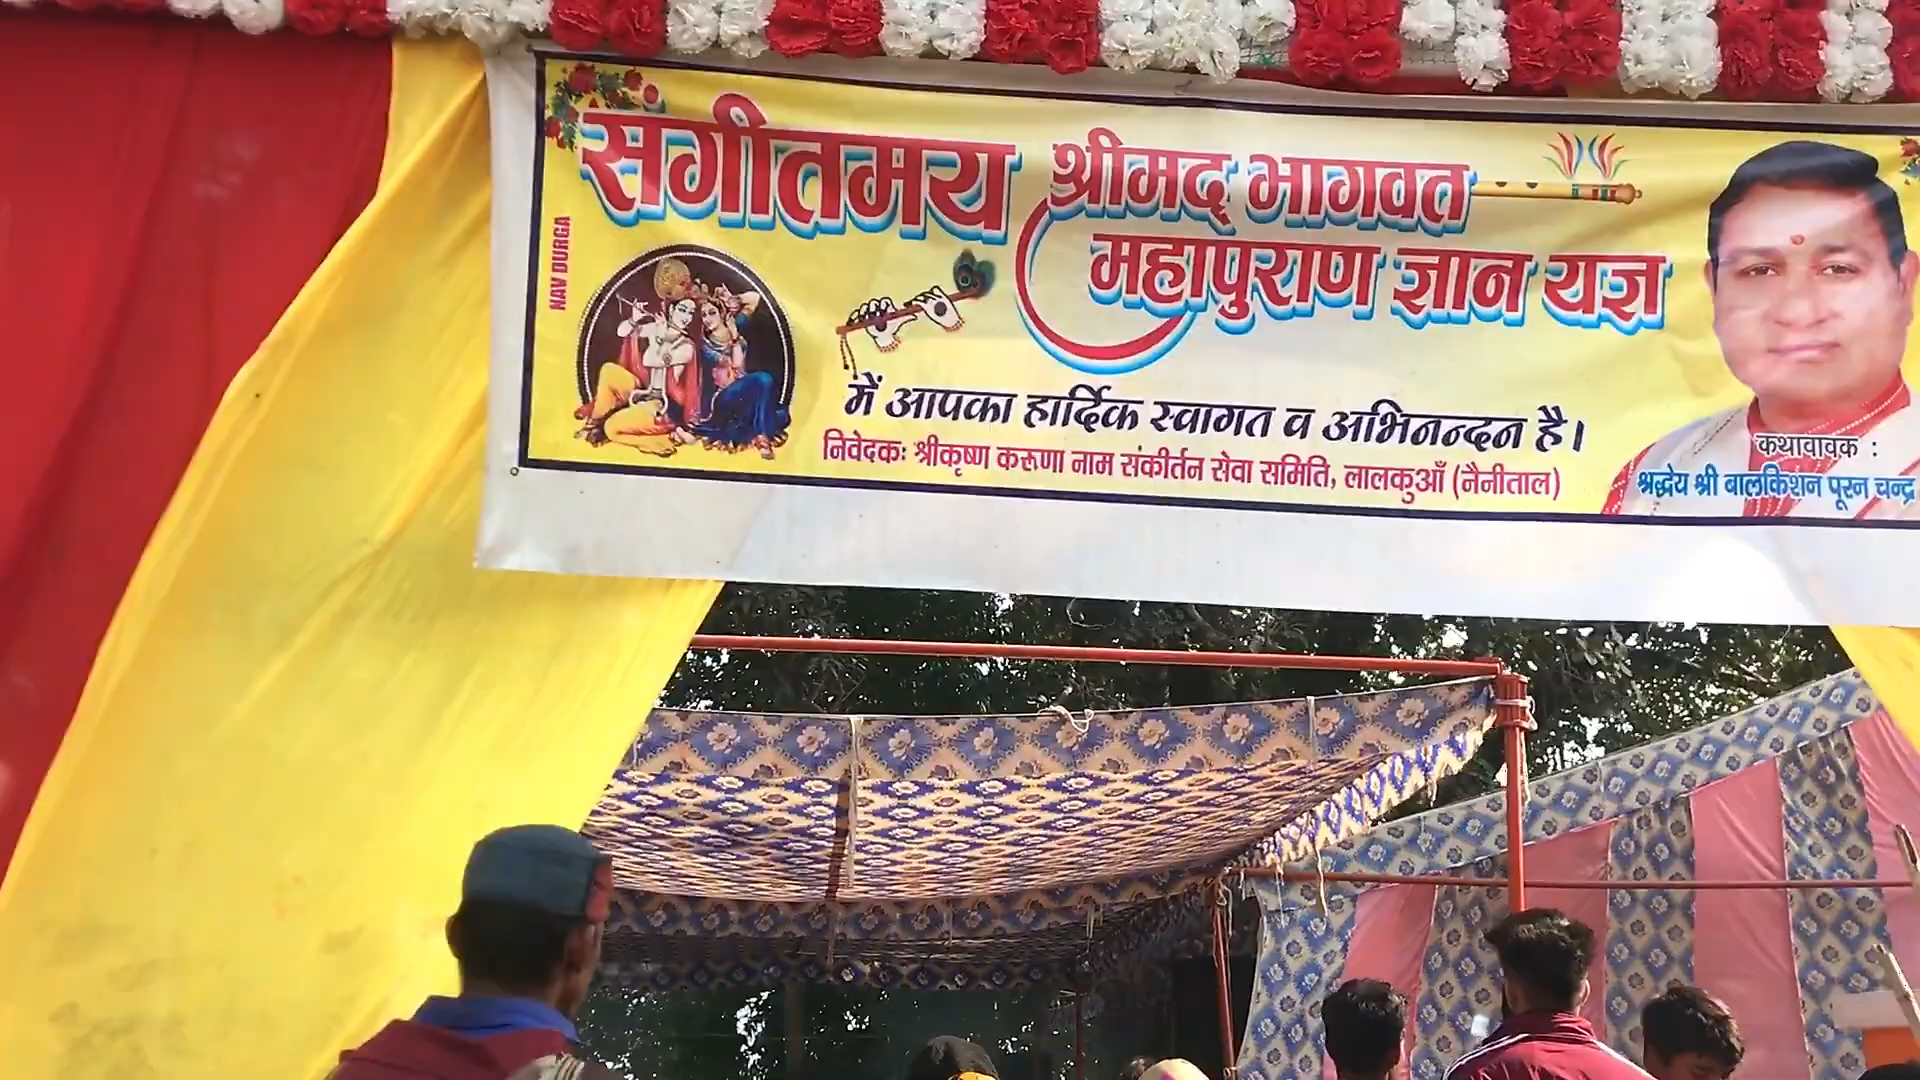 संगीतमय श्रीमद् भागवत
महापुराण ज्ञान यज्ञ
NAV DURGA
में आपका हार्दिक स्वागत व अभिनन्दन है।
निवेदकः श्रीकृष्ण करूणा नाम संकीर्तन सेवा समिति, लालकुआँ (नैनीताल)
कथावाचक :
श्रद्धेय श्री बालकिशन पूरन चन्द्र